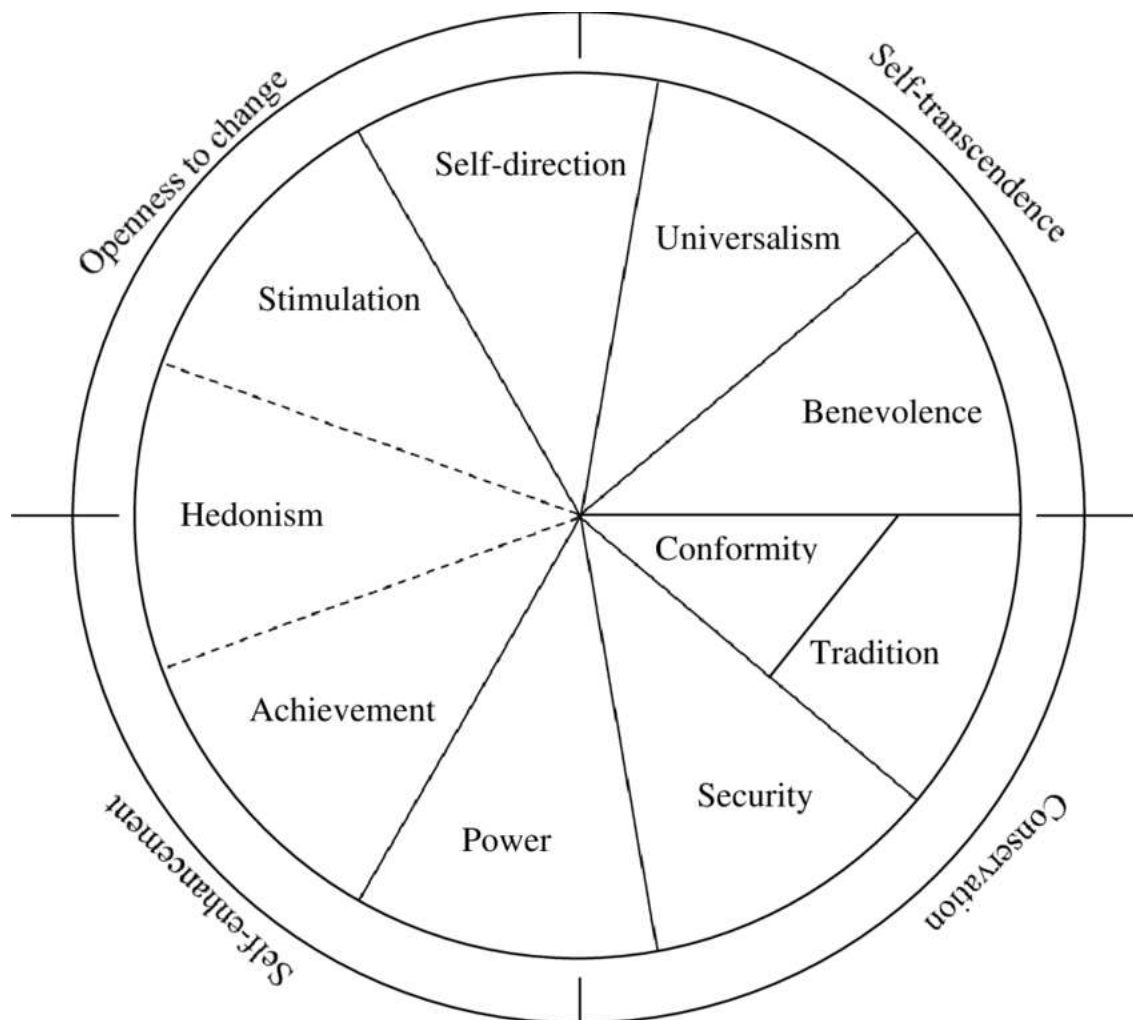 Openness to change
Self-transcendence
Self-direction
Universalism
Stimulation
Benevolence
Hedonism
Conformity
Tradition
Achievement
Security
Power
Self-enhancement
Conservation